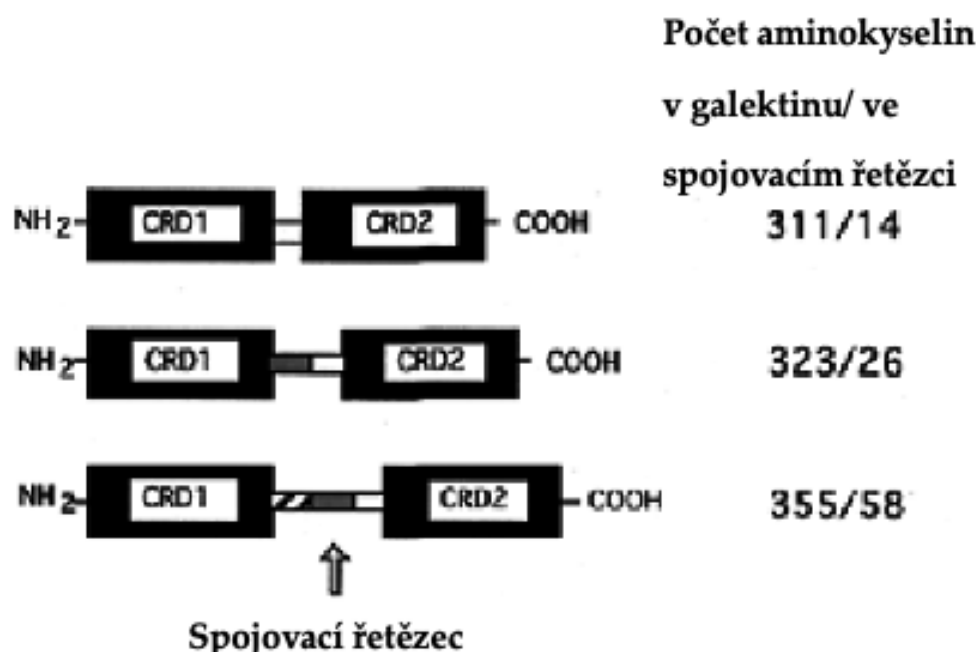 Počet aminokyselin
v galektinu/ ve
spojovacím řetězci
NH2 CRD1 CRD2 COOH 311/14
NH2 CRD1 CRD2 COOH 323/26
NH2 CRD1 CRD2 COOH 355/58
Spojovací řetězec